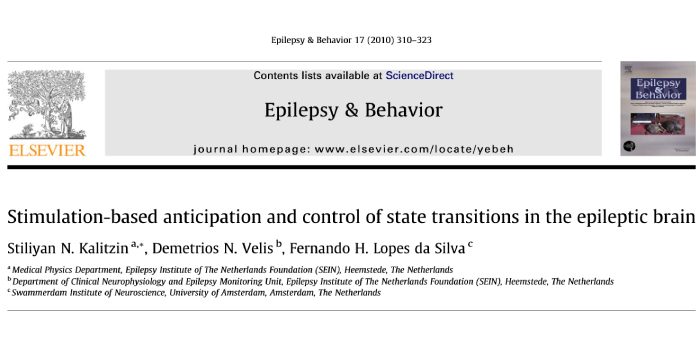 Epilepsy & Behavior 17 (2010) 310–323
Contents lists available at ScienceDirect
Epilepsy & Behavior
journal homepage: www.elsevier.com/locate/yebeh
ELSEVIER
Epilepsy
& Behavior
Stimulation-based anticipation and control of state transitions in the epileptic brain
Stiliyan N. Kalitzin a,*, Demetrios N. Velis b, Fernando H. Lopes da Silva c
a Medical Physics Department, Epilepsy Institute of The Netherlands Foundation (SEIN), Heemstede, The Netherlands
b Department of Clinical Neurophysiology and Epilepsy Monitoring Unit, Epilepsy Institute of The Netherlands Foundation (SEIN), Heemstede, The Netherlands
c Swammerdam Institute of Neuroscience, University of Amsterdam, Amsterdam, The Netherlands